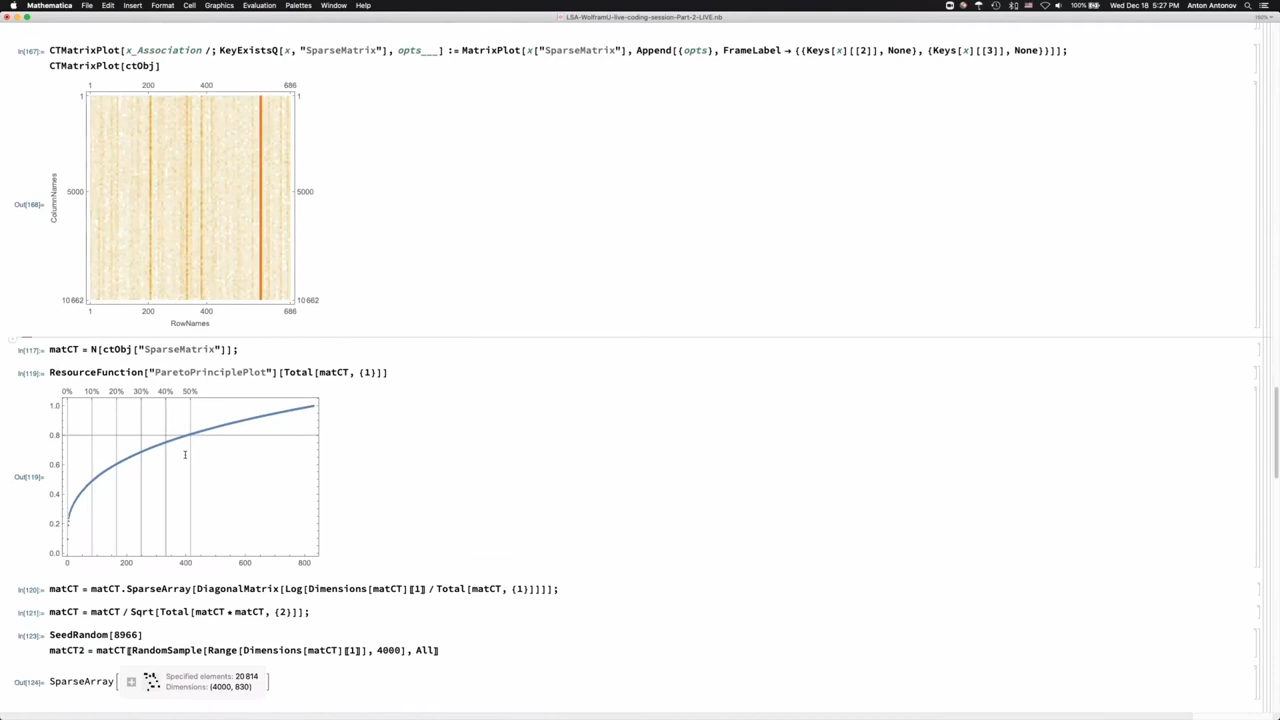 Mathematica File Edit Insert Format Cell Graphics Evaluation Palettes Window Help 100% Wed Dec 18 5:27 PM Anton Antonov
LSA-WolframU-live-coding-session-Part-2-LIVE.nb
In[167]:= CTMatrixPlot[x_Association /; KeyExistsQ[x, "SparseMatrix"], opts___] := MatrixPlot[x["SparseMatrix"], Append[{opts}, FrameLabel → {{Keys[x][[2]], None}, {Keys[x][[3]], None}}]];
CTMatrixPlot[ctObj]
1 200 400 686
1 1
5000 5000
ColumnNames
Out[168]=
10 662 10 662
1 200 400 686
RowNames
In[117]:= matCT = N[ctObj["SparseMatrix"]];
In[119]:= ResourceFunction["ParetoPrinciplePlot"][Total[matCT, {1}]]
0% 10% 20% 30% 40% 50%
1.0
0.8
0.6
Out[119]=
0.4
0.2
0.0
0 200 400 600 800
In[120]:= matCT = matCT.SparseArray[DiagonalMatrix[Log[Dimensions[matCT]〚1〛 / Total[matCT, {1}]]]];
In[121]:= matCT = matCT / Sqrt[Total[matCT * matCT, {2}]];
In[123]:= SeedRandom[8966]
matCT2 = matCT〚RandomSample[Range[Dimensions[matCT]〚1〛], 4000], All〛
Out[124]= SparseArray[ Specified elements: 20 814 ]
Dimensions: (4000, 830)